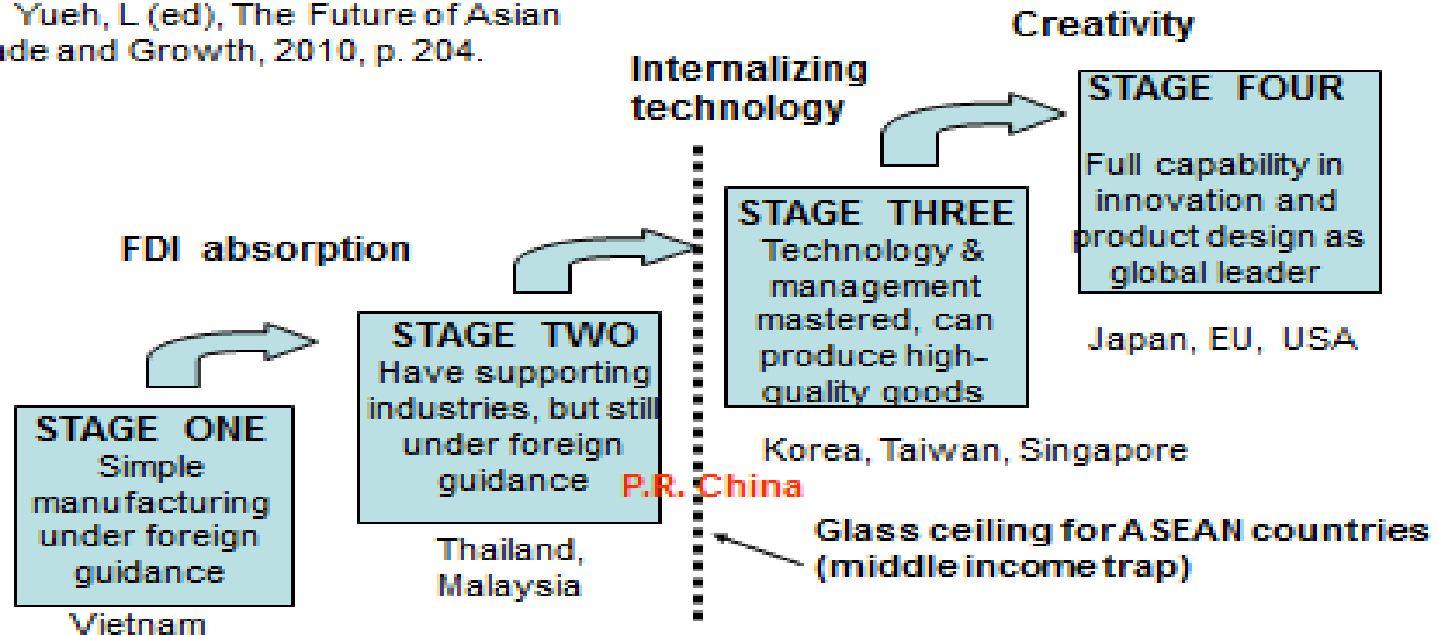 Yueh, L (ed), The Future of Asian
and Growth, 2010, p. 204.
Creativity
Internalizing
technology
STAGE FOUR
Full capability in
innovation and
product design as
global leader
Japan, EU, USA
STAGE THREE
Technology &
management
mastered, can
produce high-
quality goods
Korea, Taiwan, Singapore
FDI absorption
STAGE TWO
Have supporting
industries, but still
under foreign
guidance
Thailand,
Malaysia
P.R. China
Glass ceiling for ASEAN countries
(middle income trap)
STAGE ONE
Simple
manufacturing
under foreign
guidance
Vietnam